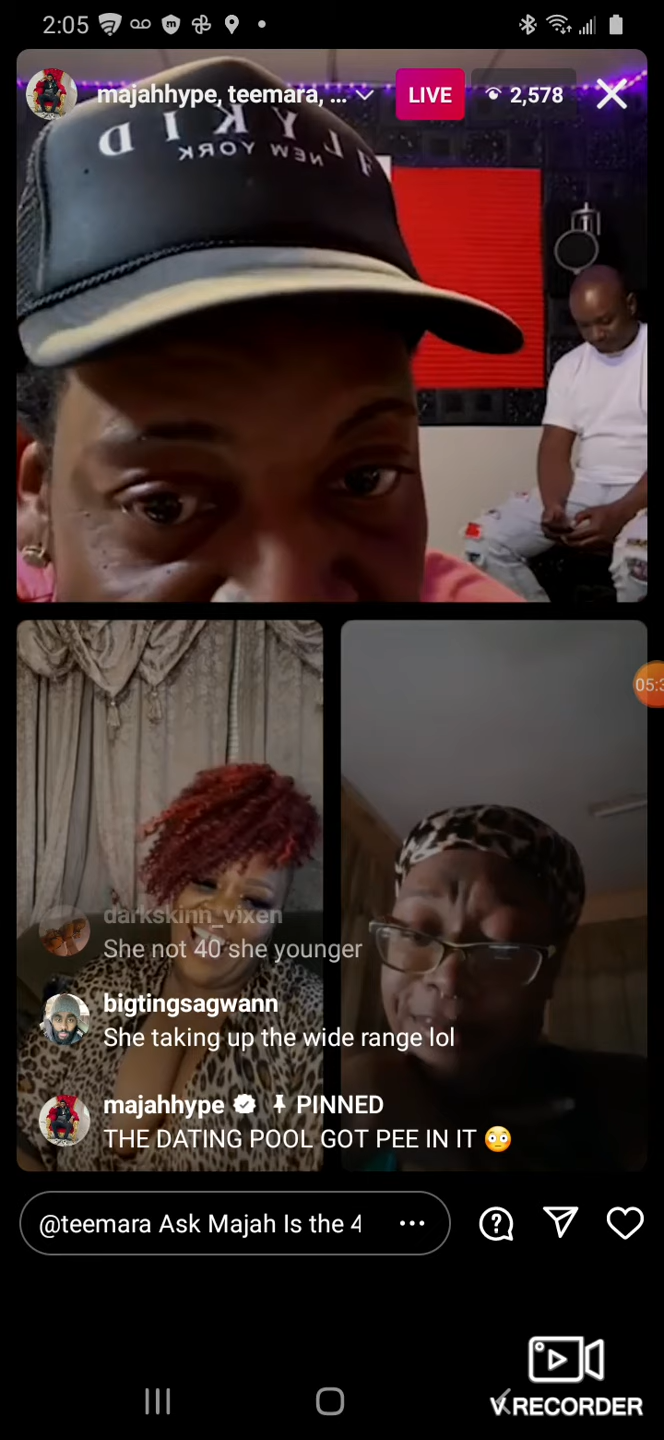 2:05
majahhype, teemara, ...
LIVE
2,578
FLYKID
NEW YORK
05:3
darkskinn_vixen
She not 40 she younger
bigtingsagwann
She taking up the wide range lol
majahhype PINNED
THE DATING POOL GOT PEE IN IT 😳
@teemara Ask Majah Is the 4
V.RECORDER